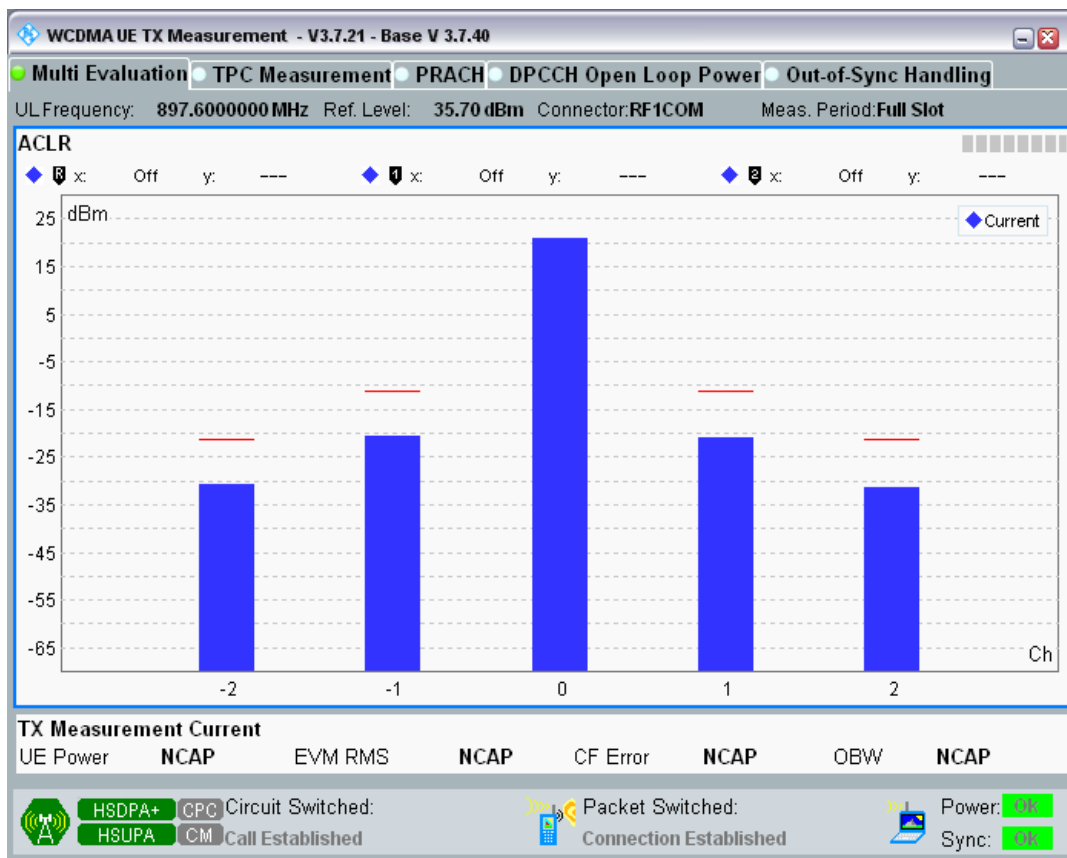 WCDMA UE TX Measurement - V3.7.21 - Base V 3.7.40
Multi Evaluation TPC Measurement PRACH DPCCH Open Loop Power Out-of-Sync Handling
UL Frequency: 897.6000000 MHz Ref. Level: 35.70 dBm Connector:RF1COM Meas. Period:Full Slot
ACLR
R x: Off y: --- 1 x: Off y: --- 2 x: Off y: ---
dBm
Current
25
15
5
-5
-15
-25
-35
-45
-55
-65
Ch
-2 -1 0 1 2
TX Measurement Current
UE Power NCAP EVM RMS NCAP CF Error NCAP OBW NCAP
HSDPA+ CPC Circuit Switched: Packet Switched: Power: Ok
HSUPA CM Call Established Connection Established Sync: Ok